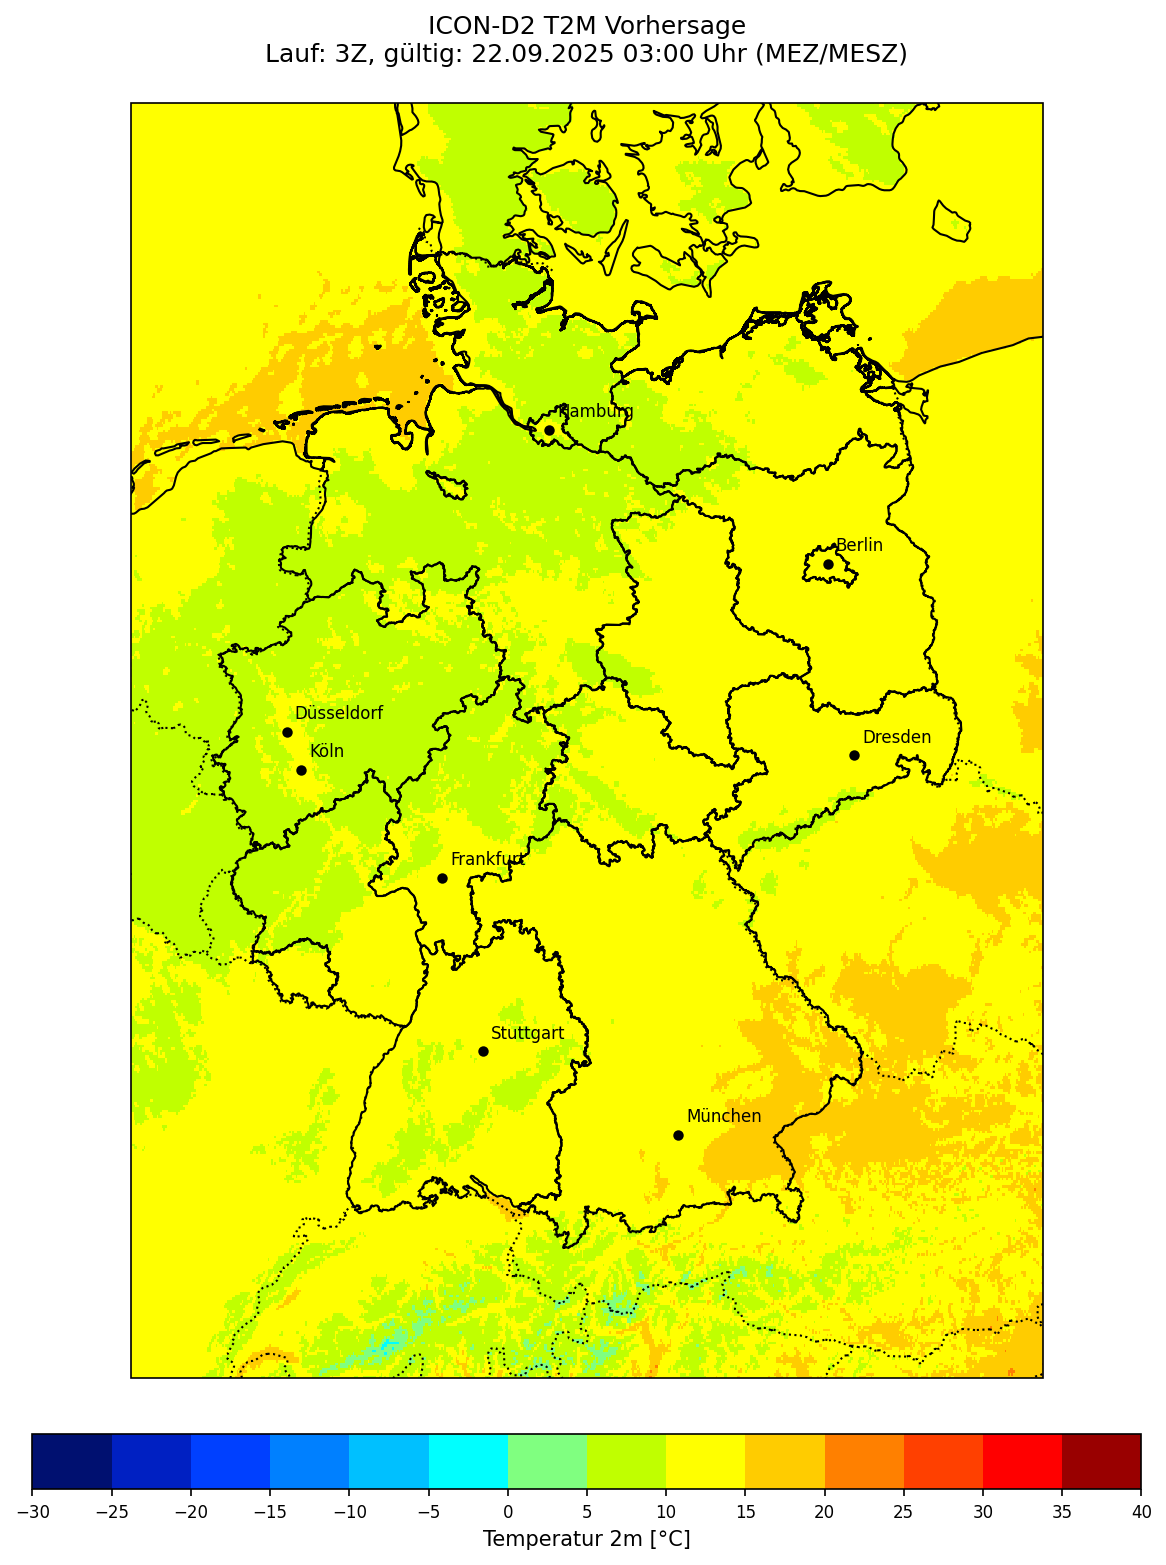 ICON-D2 T2M Vorhersage
Lauf: 3Z, gültig: 22.09.2025 03:00 Uhr (MEZ/MESZ)
Hamburg
Berlin
Düsseldorf
Dresden
Köln
Frankfurt
Stuttgart
München
−30 −25 −20 −15 −10 −5 0 5 10 15 20 25 30 35 40
Temperatur 2m [°C]